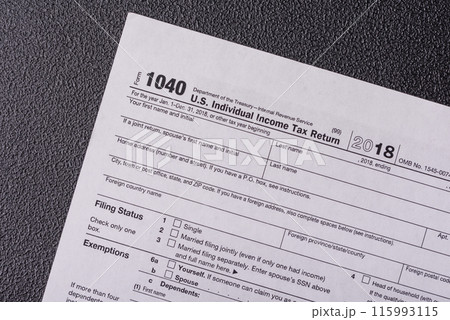 Form 1040 Department of the Treasury—Internal Revenue Service
U.S. Individual Income Tax Return (99) 2018 OMB No. 1545-007
For the year Jan. 1–Dec. 31, 2018, or other tax year beginning , 2018, ending
Your first name and initial Last name
If a joint return, spouse's first name and initial Last name
Home address (number and street). If you have a P.O. box, see instructions. Apt.
City, town or post office, state, and ZIP code. If you have a foreign address, also complete spaces below (see instructions).
Foreign country name Foreign province/state/county Foreign postal code
Filing Status
Check only one
box.
1 Single
2 Married filing jointly (even if only one had income)
3 Married filing separately. Enter spouse's SSN above
and full name here. ▶
4 Head of household (with
Exemptions
6a Yourself. If someone can claim you as
b Spouse
c Dependents:
(1) First name
If more than four
dependents,
115993115